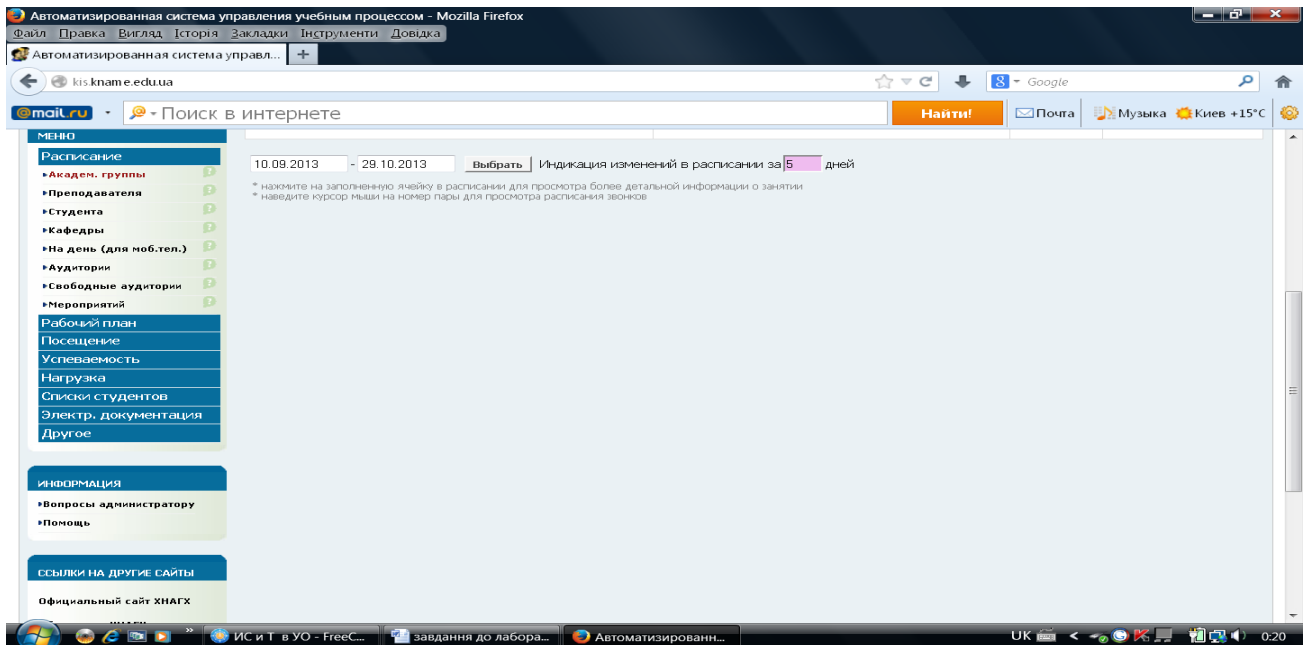 Автоматизированная система управления учебным процессом - Mozilla Firefox
Файл Правка Вигляд Історія Закладки Інструменти Довідка
Автоматизированная система управл... +
kis.kname.edu.ua
Google
@mail.ru Поиск в интернете Найти! Почта Музыка Киев +15°C
МЕНЮ
Расписание
Академ. группы
Преподавателя
Студента
Кафедры
На день (для моб.тел.)
Аудитории
Свободные аудитории
Мероприятий
Рабочий план
Посещение
Успеваемость
Нагрузка
Списки студентов
Электр. документация
Другое
10.09.2013 - 29.10.2013 Выбрать Индикация изменений в расписании за 5 дней
* нажмите на заполненную ячейку в расписании для просмотра более детальной информации о занятии
* наведите курсор мыши на номер пары для просмотра расписания звонков
ИНФОРМАЦИЯ
Вопросы администратору
Помощь
ССЫЛКИ НА ДРУГИЕ САЙТЫ
Официальный сайт ХНАГХ
ИС и Т в УО - FreeC... завдання до лабора... Автоматизированн... UK 0:20